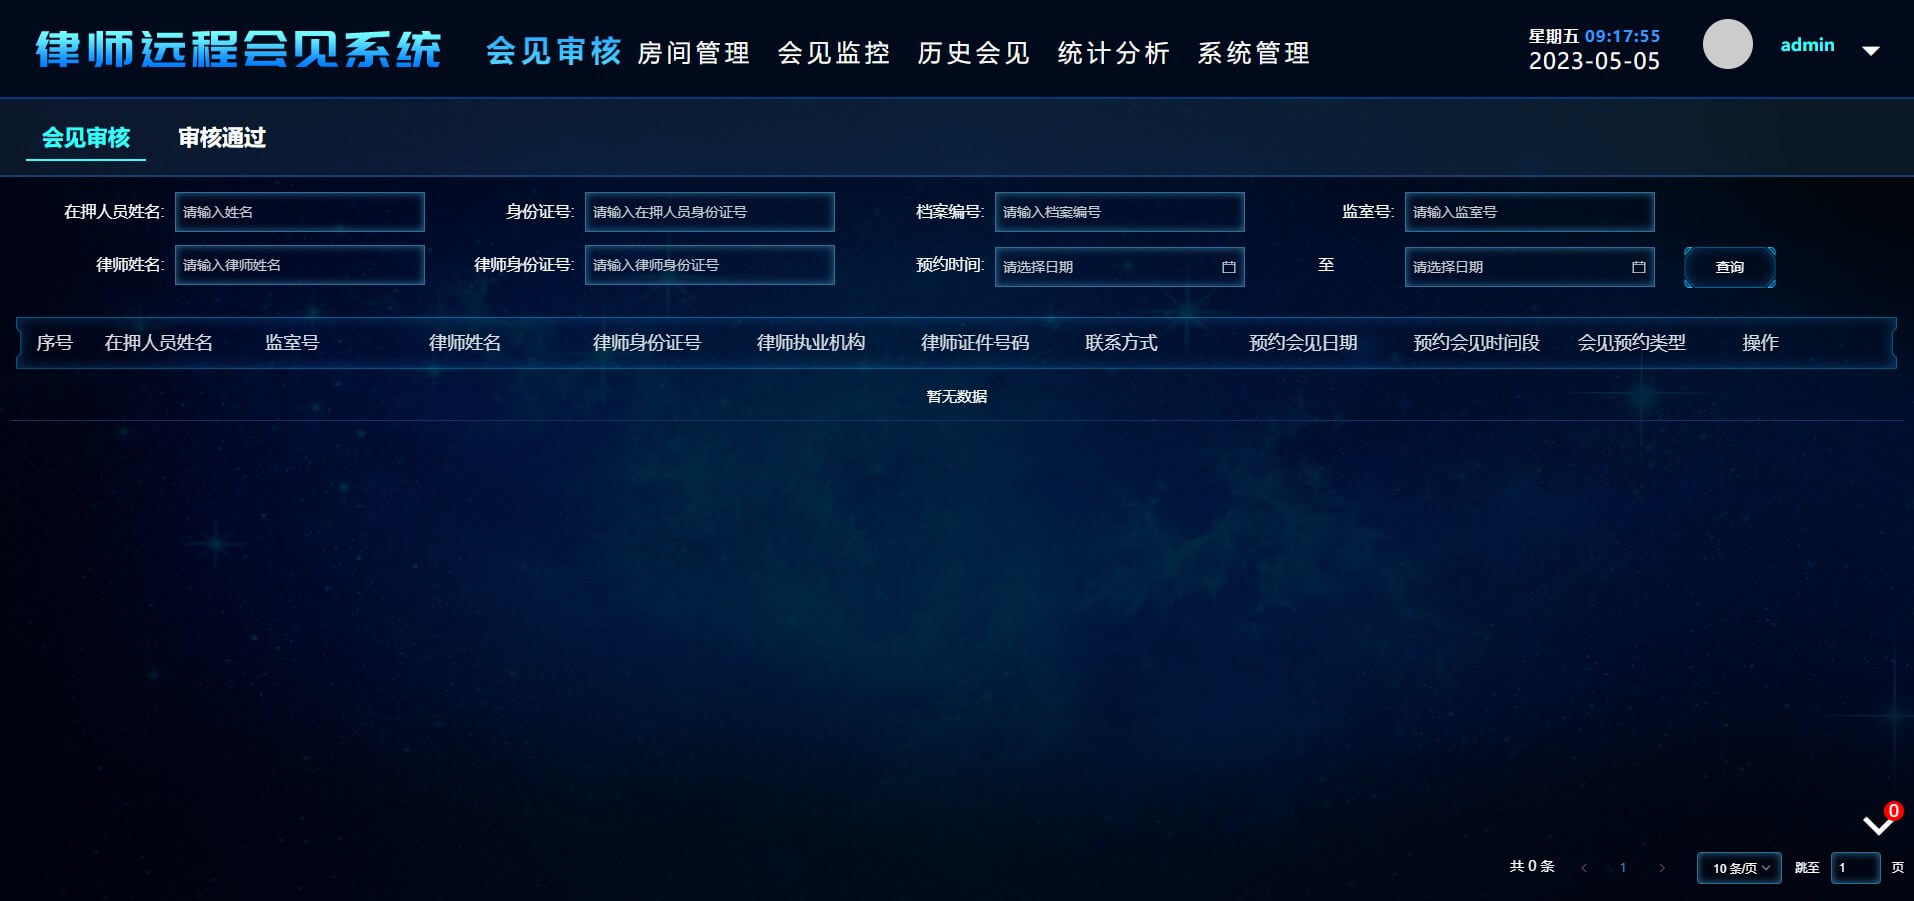 律师远程会见系统 会见审核 房间管理 会见监控 历史会见 统计分析 系统管理
星期五 09:17:55
2023-05-05
admin
会见审核 审核通过
在押人员姓名: 请输入姓名 身份证号: 请输入在押人员身份证号 档案编号: 请输入档案编号 监室号: 请输入监室号
律师姓名: 请输入律师姓名 律师身份证号: 请输入律师身份证号 预约时间: 请选择日期 至 请选择日期 查询
序号 在押人员姓名 监室号 律师姓名 律师身份证号 律师执业机构 律师证件号码 联系方式 预约会见日期 预约会见时间段 会见预约类型 操作
暂无数据
0
共 0 条 < 1 > 10 条/页 跳至 1 页